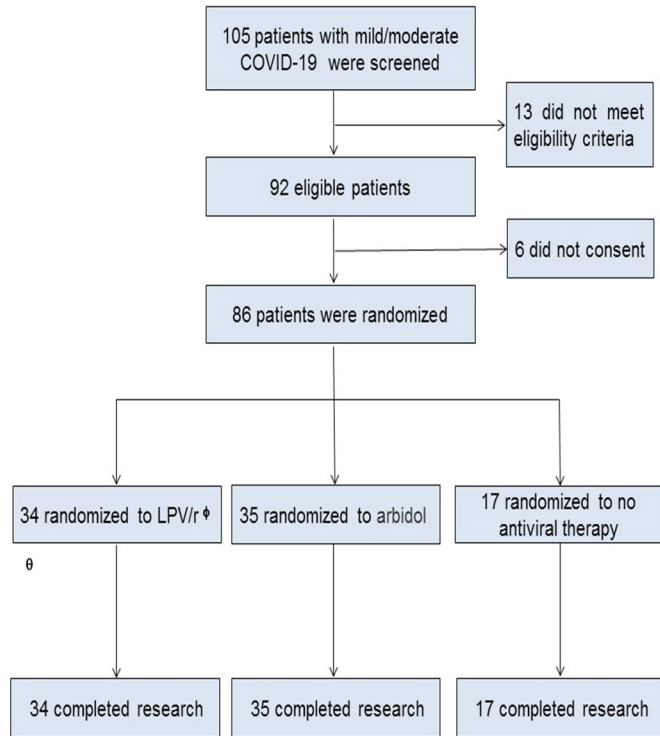 105 patients with mild/moderate
COVID-19 were screened
13 did not meet
eligibility criteria
92 eligible patients
6 did not consent
86 patients were randomized
34 randomized to LPV/r ϕ
35 randomized to arbidol
17 randomized to no
antiviral therapy
θ
34 completed research
35 completed research
17 completed research